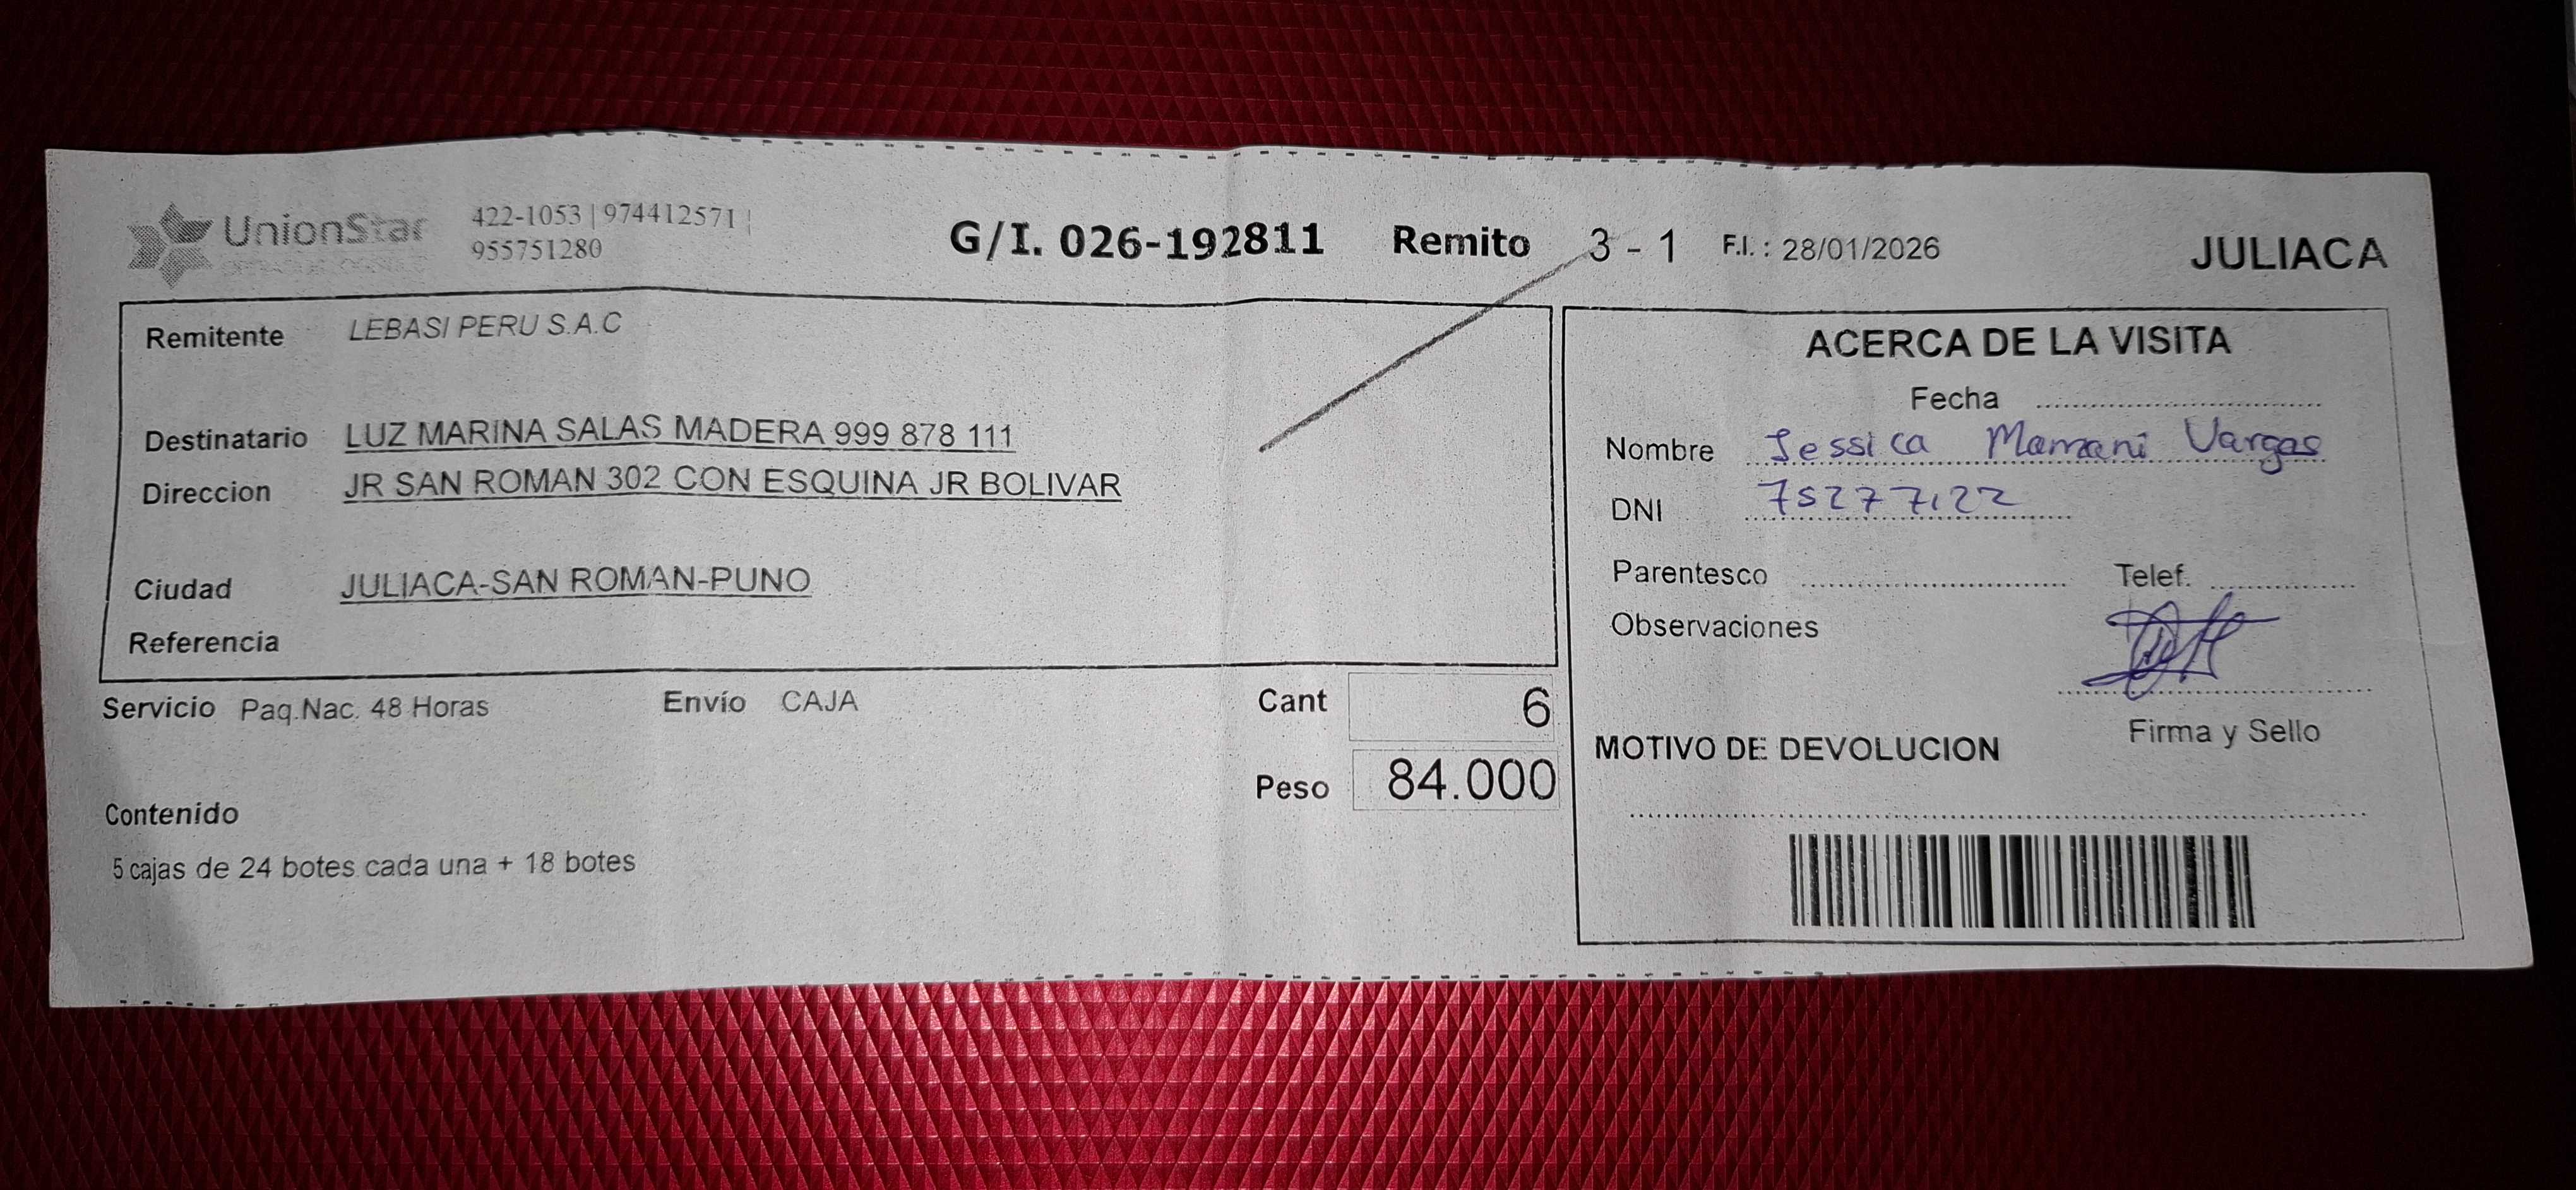 UnionStar
422-1053 | 974412571 |
955751280
G/I. 026-192811 Remito 3 - 1 F.I. : 28/01/2026 JULIACA
Remitente LEBASI PERU S.A.C
Destinatario LUZ MARINA SALAS MADERA 999 878 111
Direccion JR SAN ROMAN 302 CON ESQUINA JR BOLIVAR
Ciudad JULIACA-SAN ROMAN-PUNO
Referencia
Servicio Paq.Nac. 48 Horas Envío CAJA Cant 6
Peso 84.000
Contenido
5 cajas de 24 botes cada una + 18 botes
ACERCA DE LA VISITA
Fecha
Nombre Jessica Mamani Vargas
DNI 75277122
Parentesco Telef.
Observaciones
Firma y Sello
MOTIVO DE DEVOLUCION